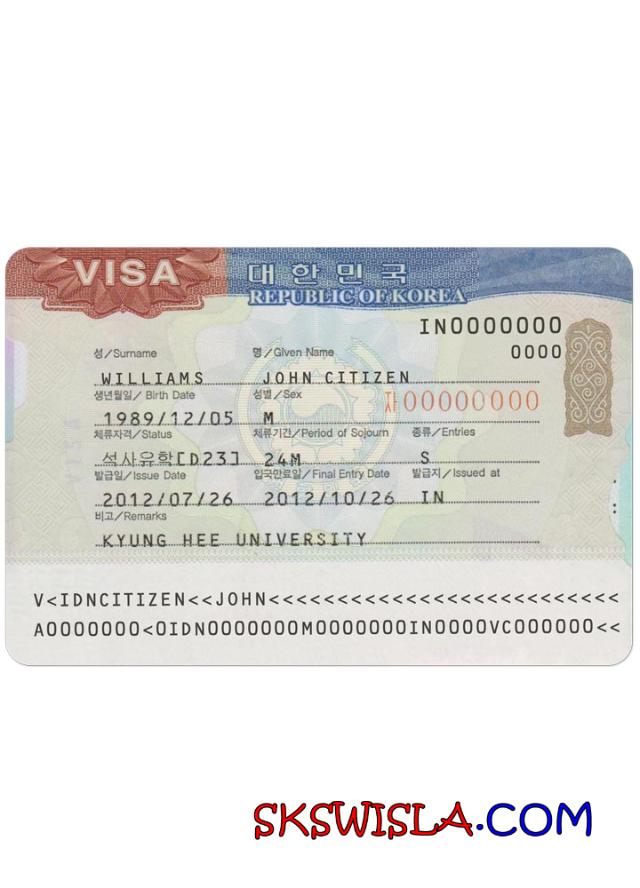 VISA
대한민국
REPUBLIC OF KOREA
IN0000000
성/Surname 명/Given Name 0000
WILLIAMS JOHN CITIZEN
생년월일/ Birth Date 성별/Sex 자00000000
1989/12/05 M
체류자격/Status 체류기간/Period of Sojourn 종류/Entries
석사유학[D23] 24M S
발급일/Issue Date 입국만료일/Final Entry Date 발급지/Issued at
2012/07/26 2012/10/26 IN
비고/Remarks
KYUNG HEE UNIVERSITY
V<IDNCITIZEN<<JOHN<<<<<<<<<<<<<<<<<<<<<<<<<<
A0000000<0IDN0000000M0000000IN0000VC000000<<
SKSWISLA.COM